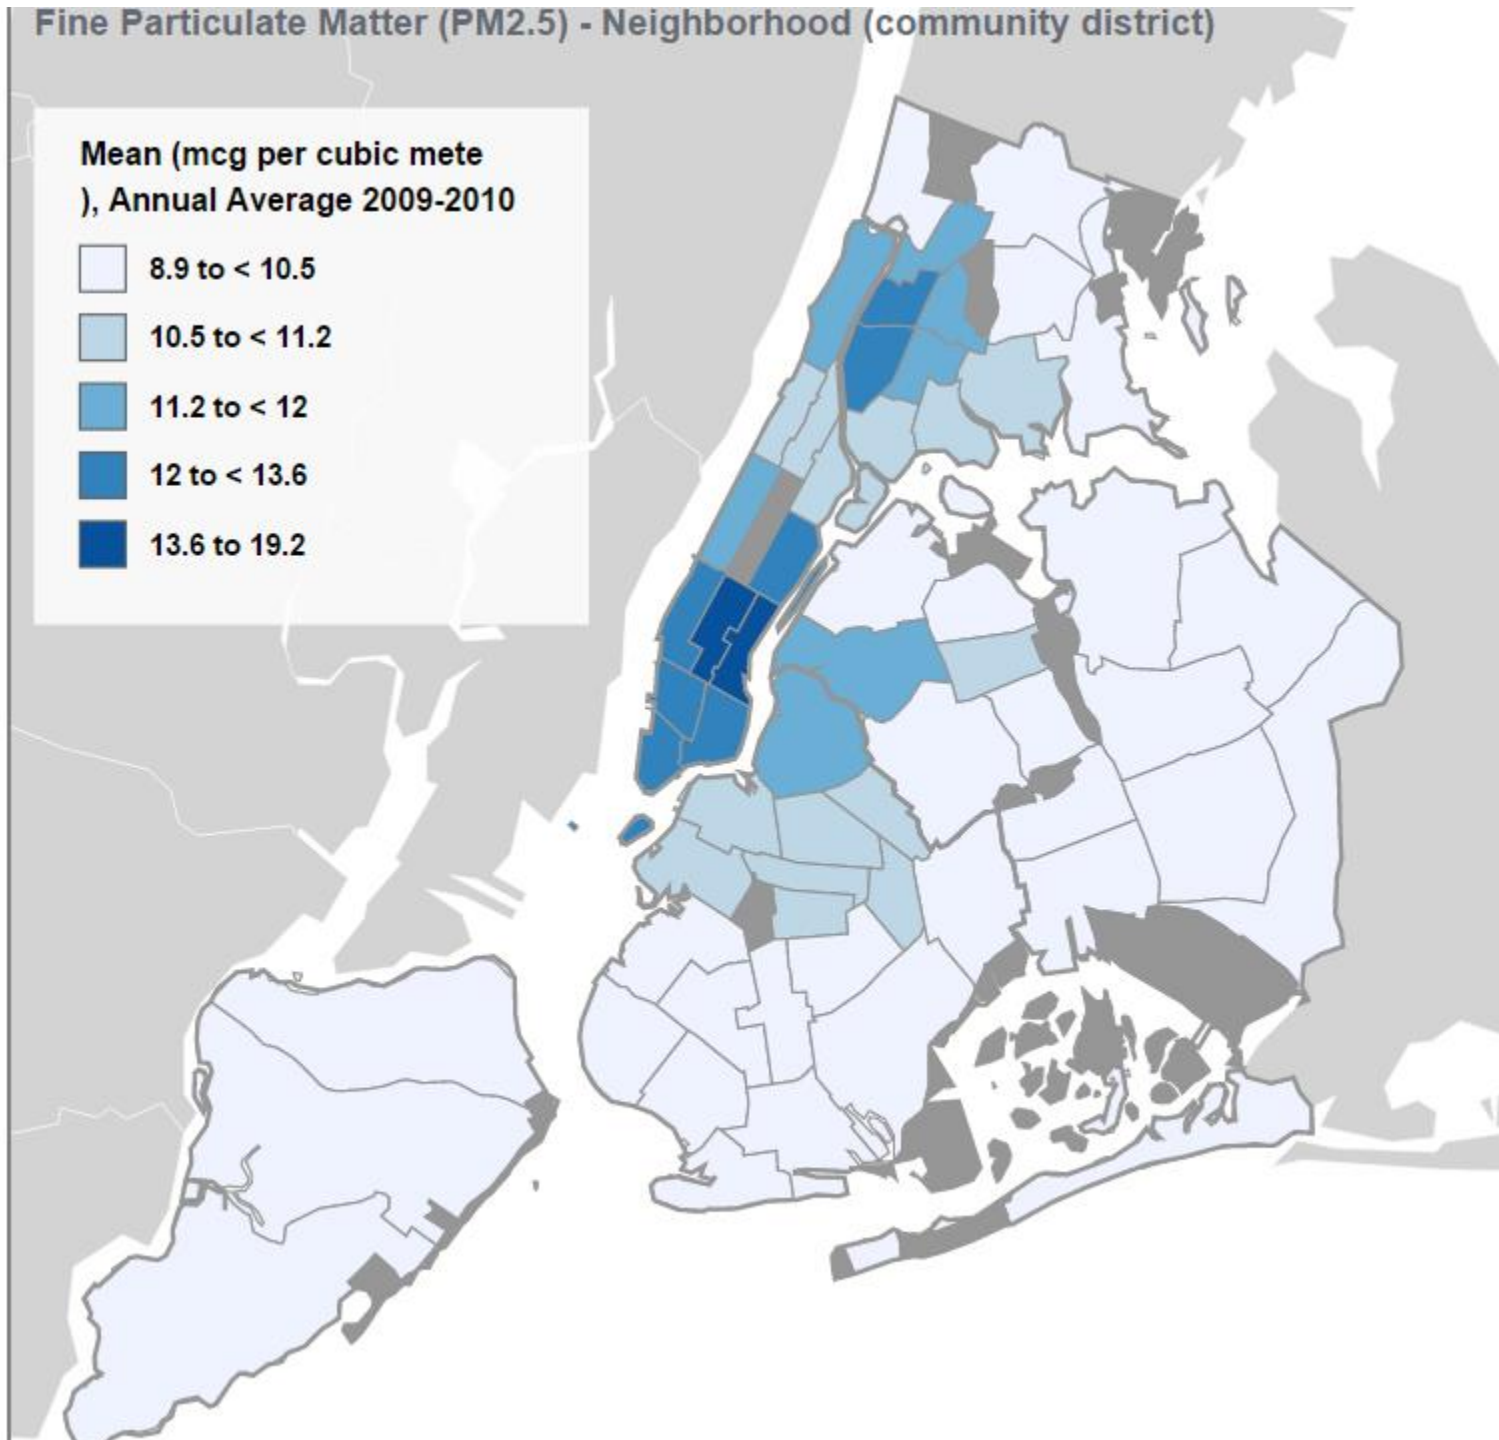 Fine Particulate Matter (PM2.5) - Neighborhood (community district)
Mean (mcg per cubic mete
), Annual Average 2009-2010
8.9 to < 10.5
10.5 to < 11.2
11.2 to < 12
12 to < 13.6
13.6 to 19.2